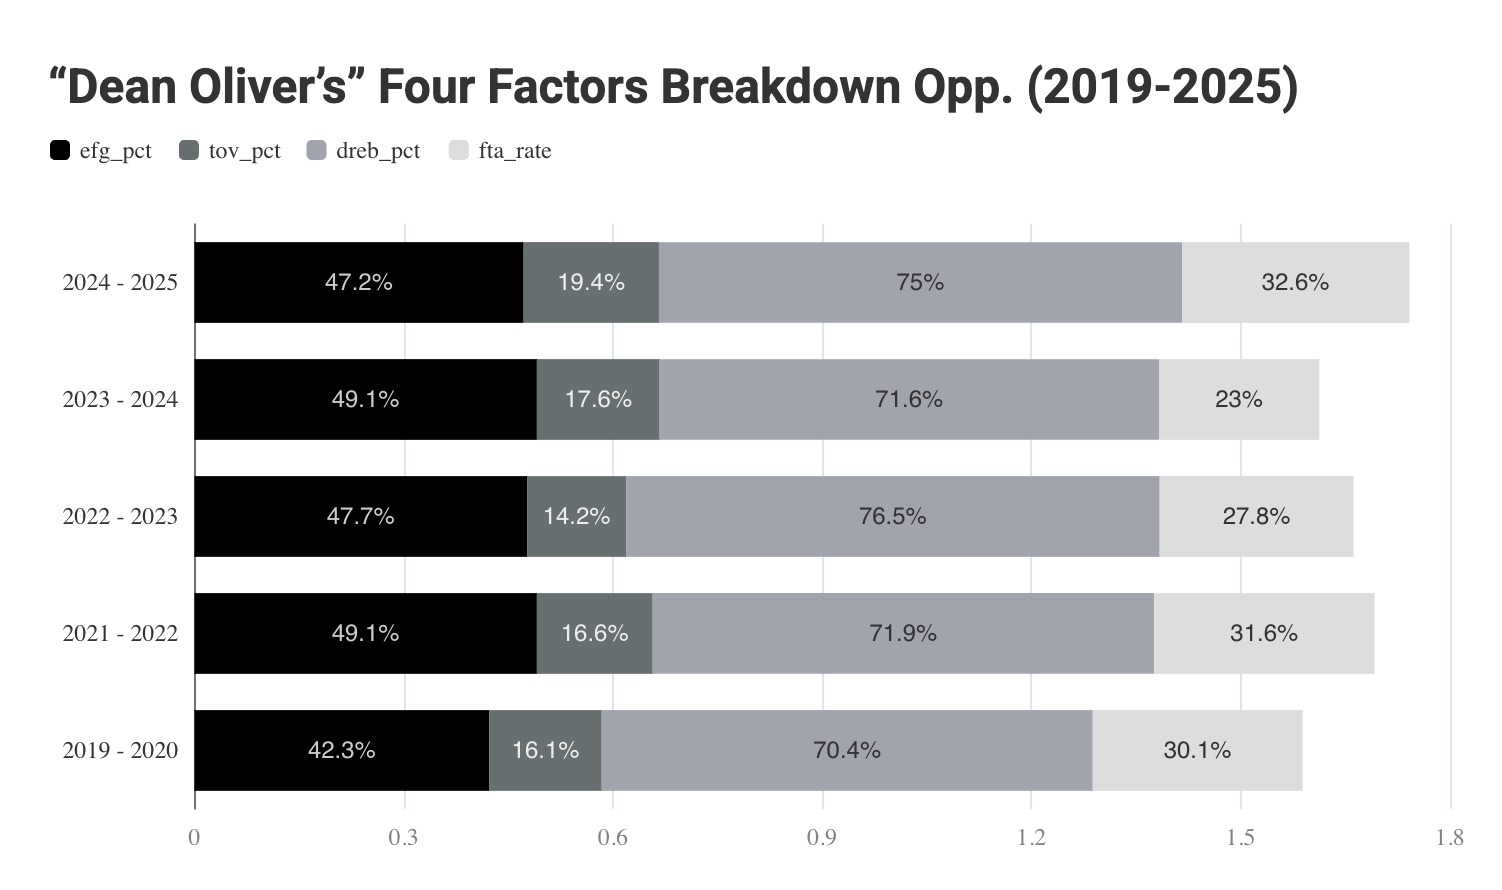 “Dean Oliver’s” Four Factors Breakdown Opp. (2019-2025)
efg_pct tov_pct dreb_pct fta_rate
2024 - 2025 47.2% 19.4% 75% 32.6%
2023 - 2024 49.1% 17.6% 71.6% 23%
2022 - 2023 47.7% 14.2% 76.5% 27.8%
2021 - 2022 49.1% 16.6% 71.9% 31.6%
2019 - 2020 42.3% 16.1% 70.4% 30.1%
0 0.3 0.6 0.9 1.2 1.5 1.8